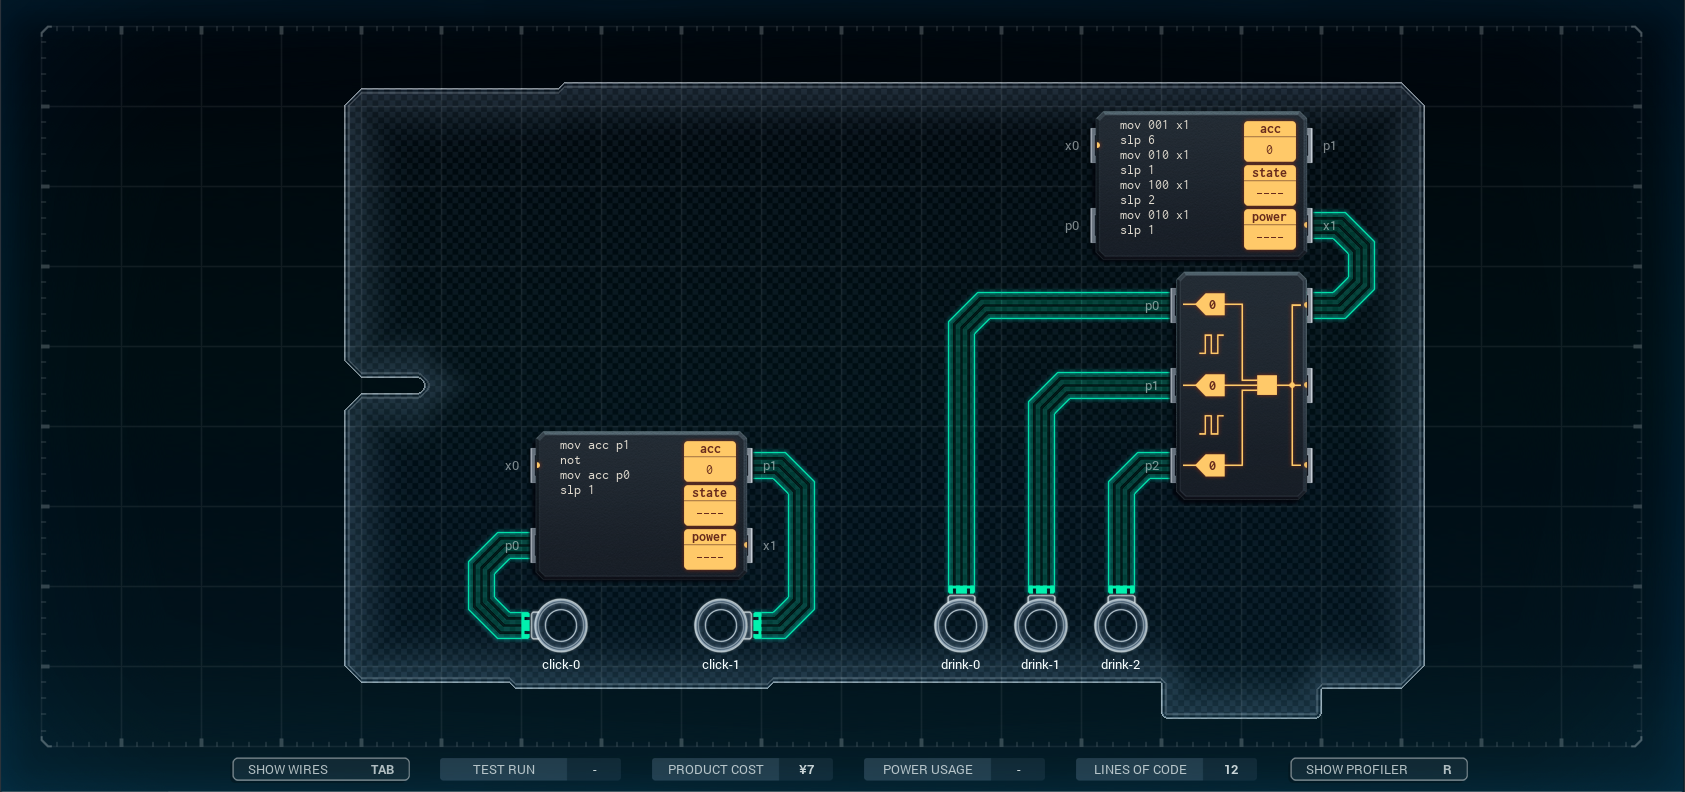 x0
mov 001 x1
slp 6
mov 010 x1
slp 1
mov 100 x1
slp 2
mov 010 x1
slp 1
acc
0
state
----
power
----
p1
p0
x1
p0
0
p1
0
p2
0
x0
mov acc p1
not
mov acc p0
slp 1
acc
0
state
----
power
----
p1
p0
x1
click-0
click-1
drink-0
drink-1
drink-2
SHOW WIRES TAB
TEST RUN -
PRODUCT COST ¥7
POWER USAGE -
LINES OF CODE 12
SHOW PROFILER R